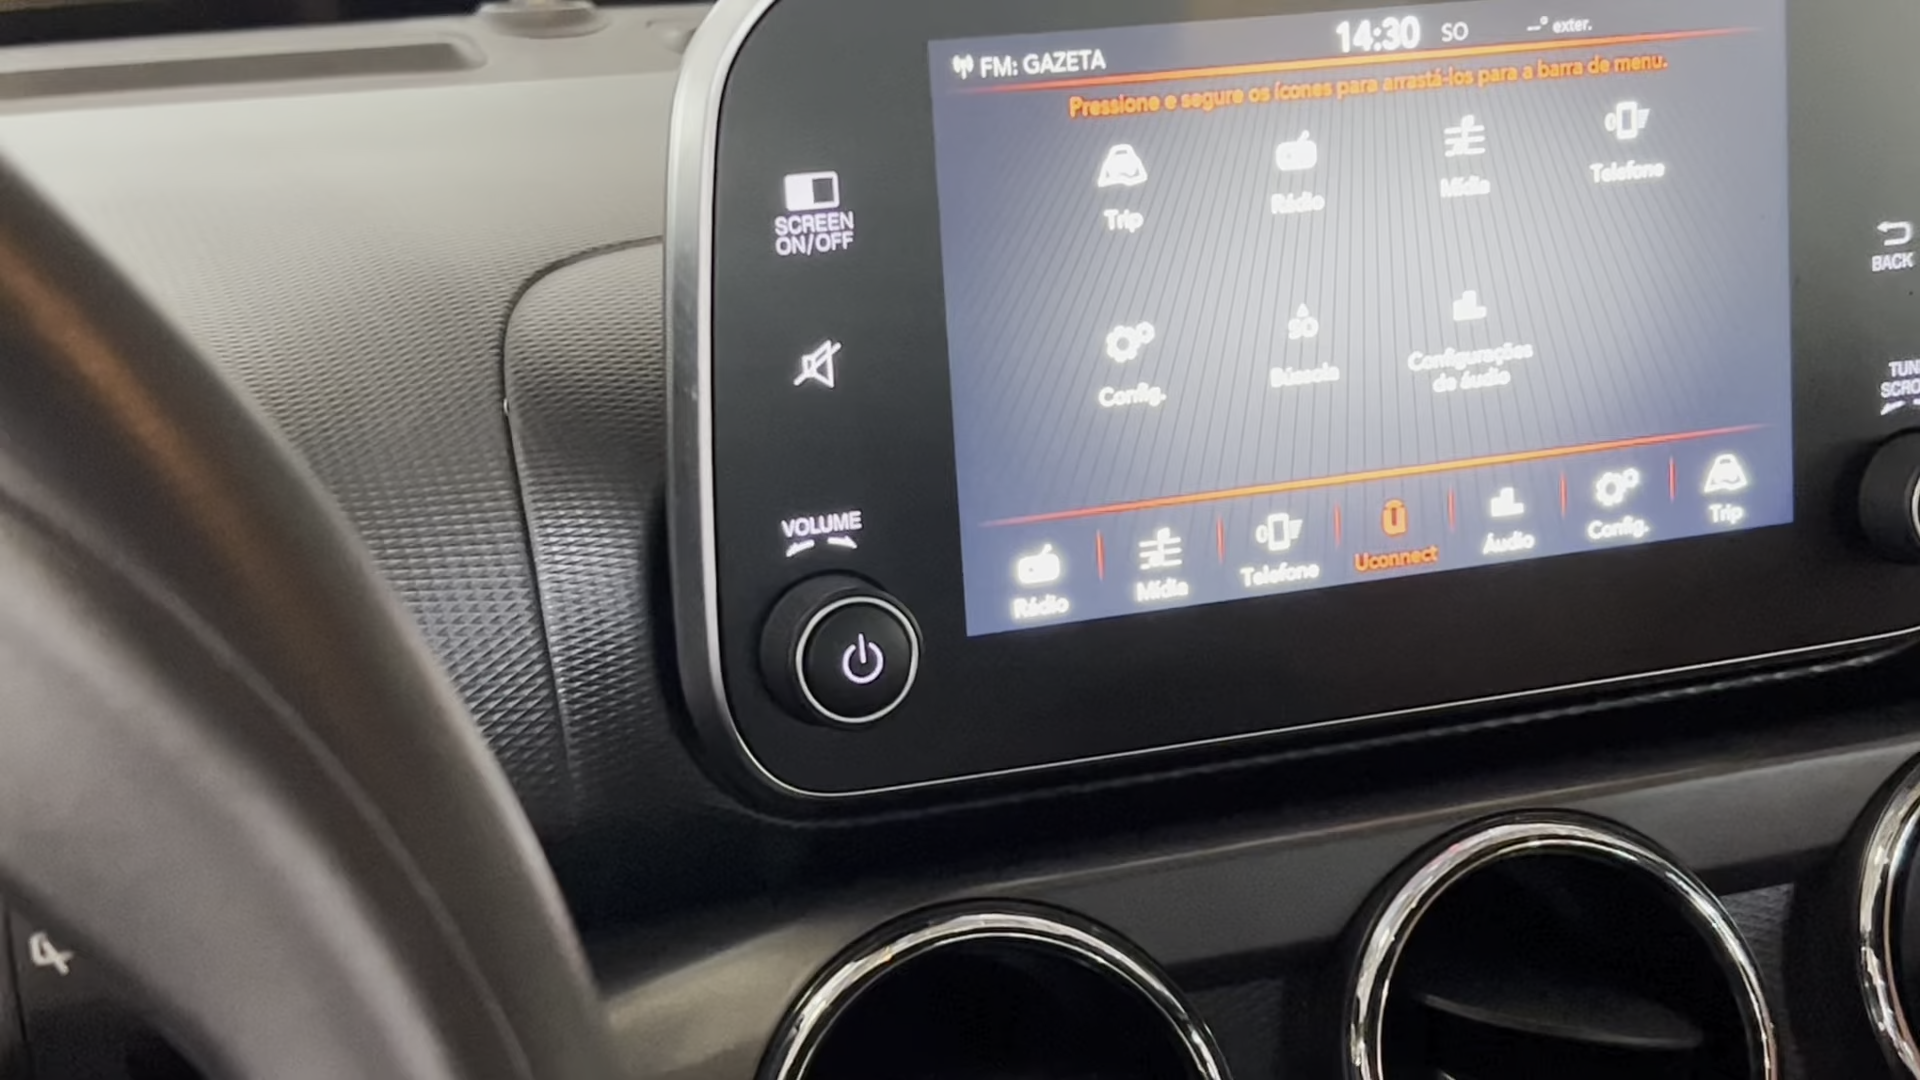 FM: GAZETA
14:30 SO --° exter.
Pressione e segure os ícones para arrastá-los para a barra de menu.
Trip
Rádio
Mídia
Telefone
Config.
SO
Bússola
Configurações
de áudio
Rádio
Mídia
Telefone
Uconnect
Áudio
Config.
Trip
SCREEN
ON/OFF
VOLUME
BACK
4